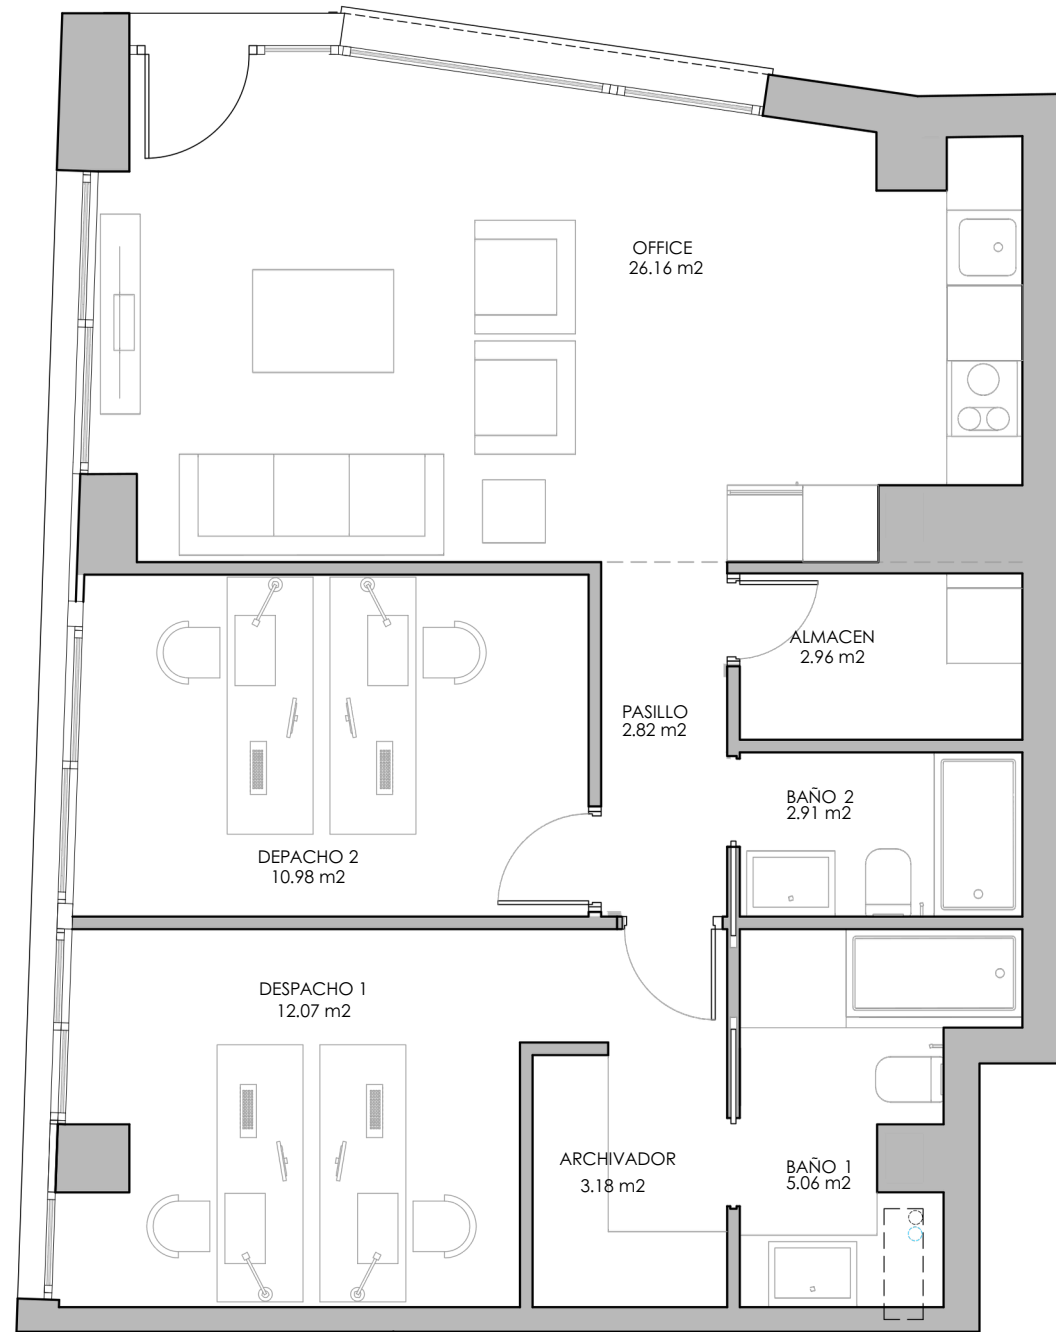 OFFICE
26.16 m2
ALMACEN
2.96 m2
PASILLO
2.82 m2
BAÑO 2
2.91 m2
DEPACHO 2
10.98 m2
DESPACHO 1
12.07 m2
ARCHIVADOR
3.18 m2
BAÑO 1
5.06 m2